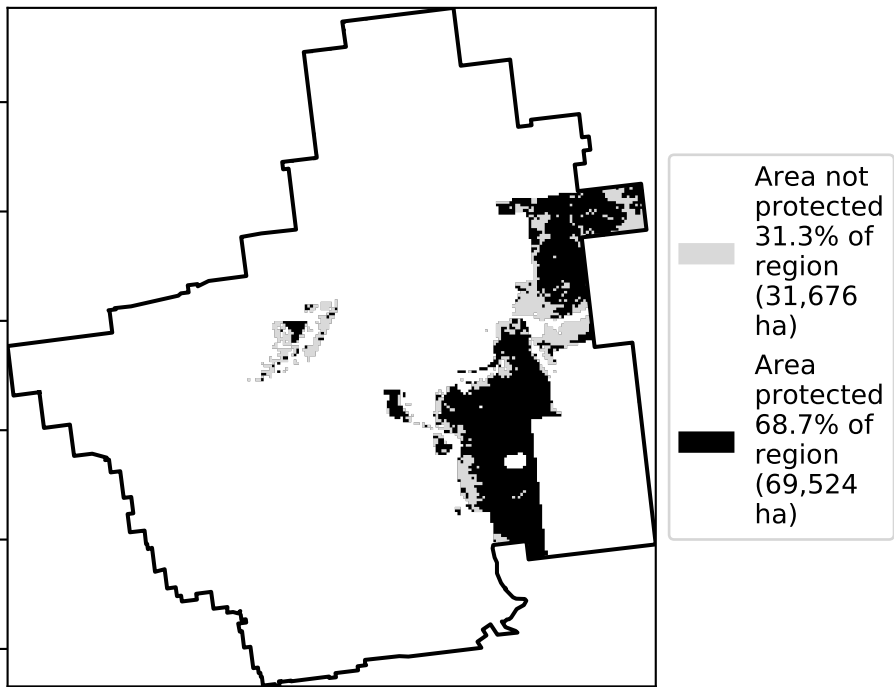 Area not
protected
31.3% of
region
(31,676
ha)
Area
protected
68.7% of
region
(69,524
ha)